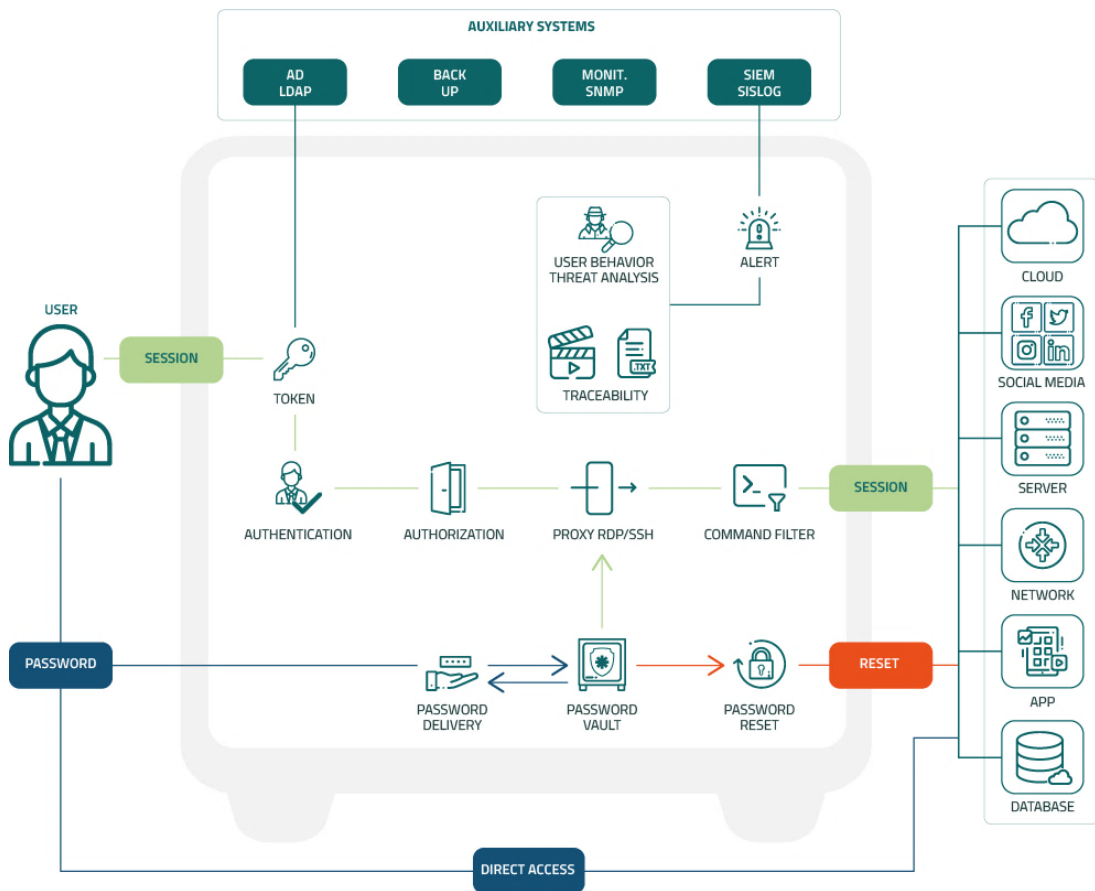 AUXILIARY SYSTEMS
AD
LDAP
BACK
UP
MONIT.
SNMP
SIEM
SISLOG
USER BEHAVIOR
THREAT ANALYSIS
ALERT
CLOUD
USER
SESSION
TOKEN
.TXT
TRACEABILITY
SOCIAL MEDIA
SESSION
SERVER
AUTHENTICATION
AUTHORIZATION
PROXY RDP/SSH
COMMAND FILTER
NETWORK
PASSWORD
RESET
PASSWORD
DELIVERY
PASSWORD
VAULT
PASSWORD
RESET
APP
DATABASE
DIRECT ACCESS